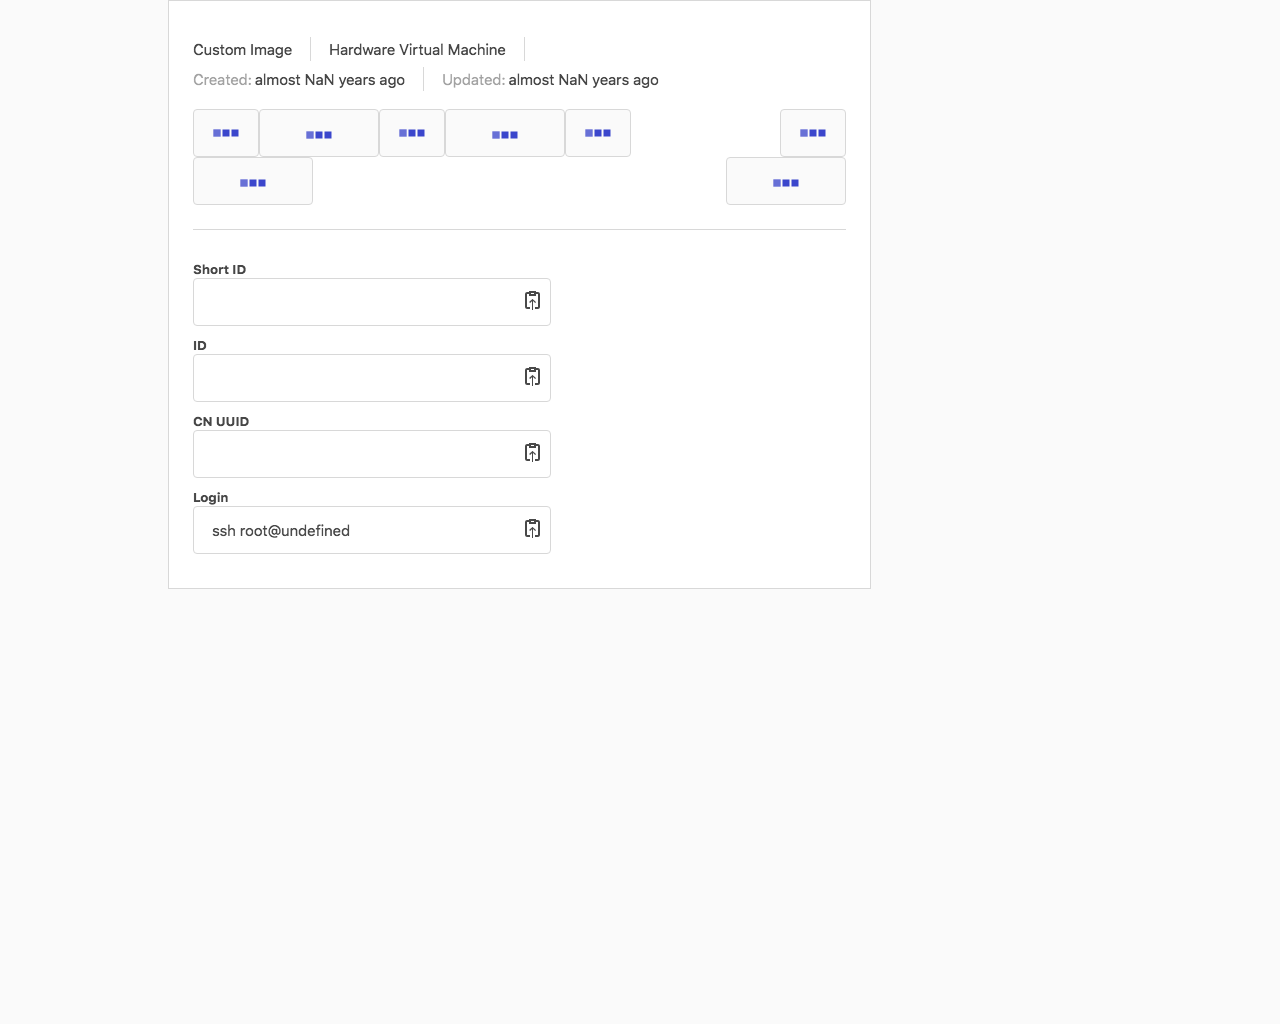 Custom Image
Hardware Virtual Machine
Created: almost NaN years ago
Updated: almost NaN years ago
Short ID
ID
CN UUID
Login
ssh root@undefined